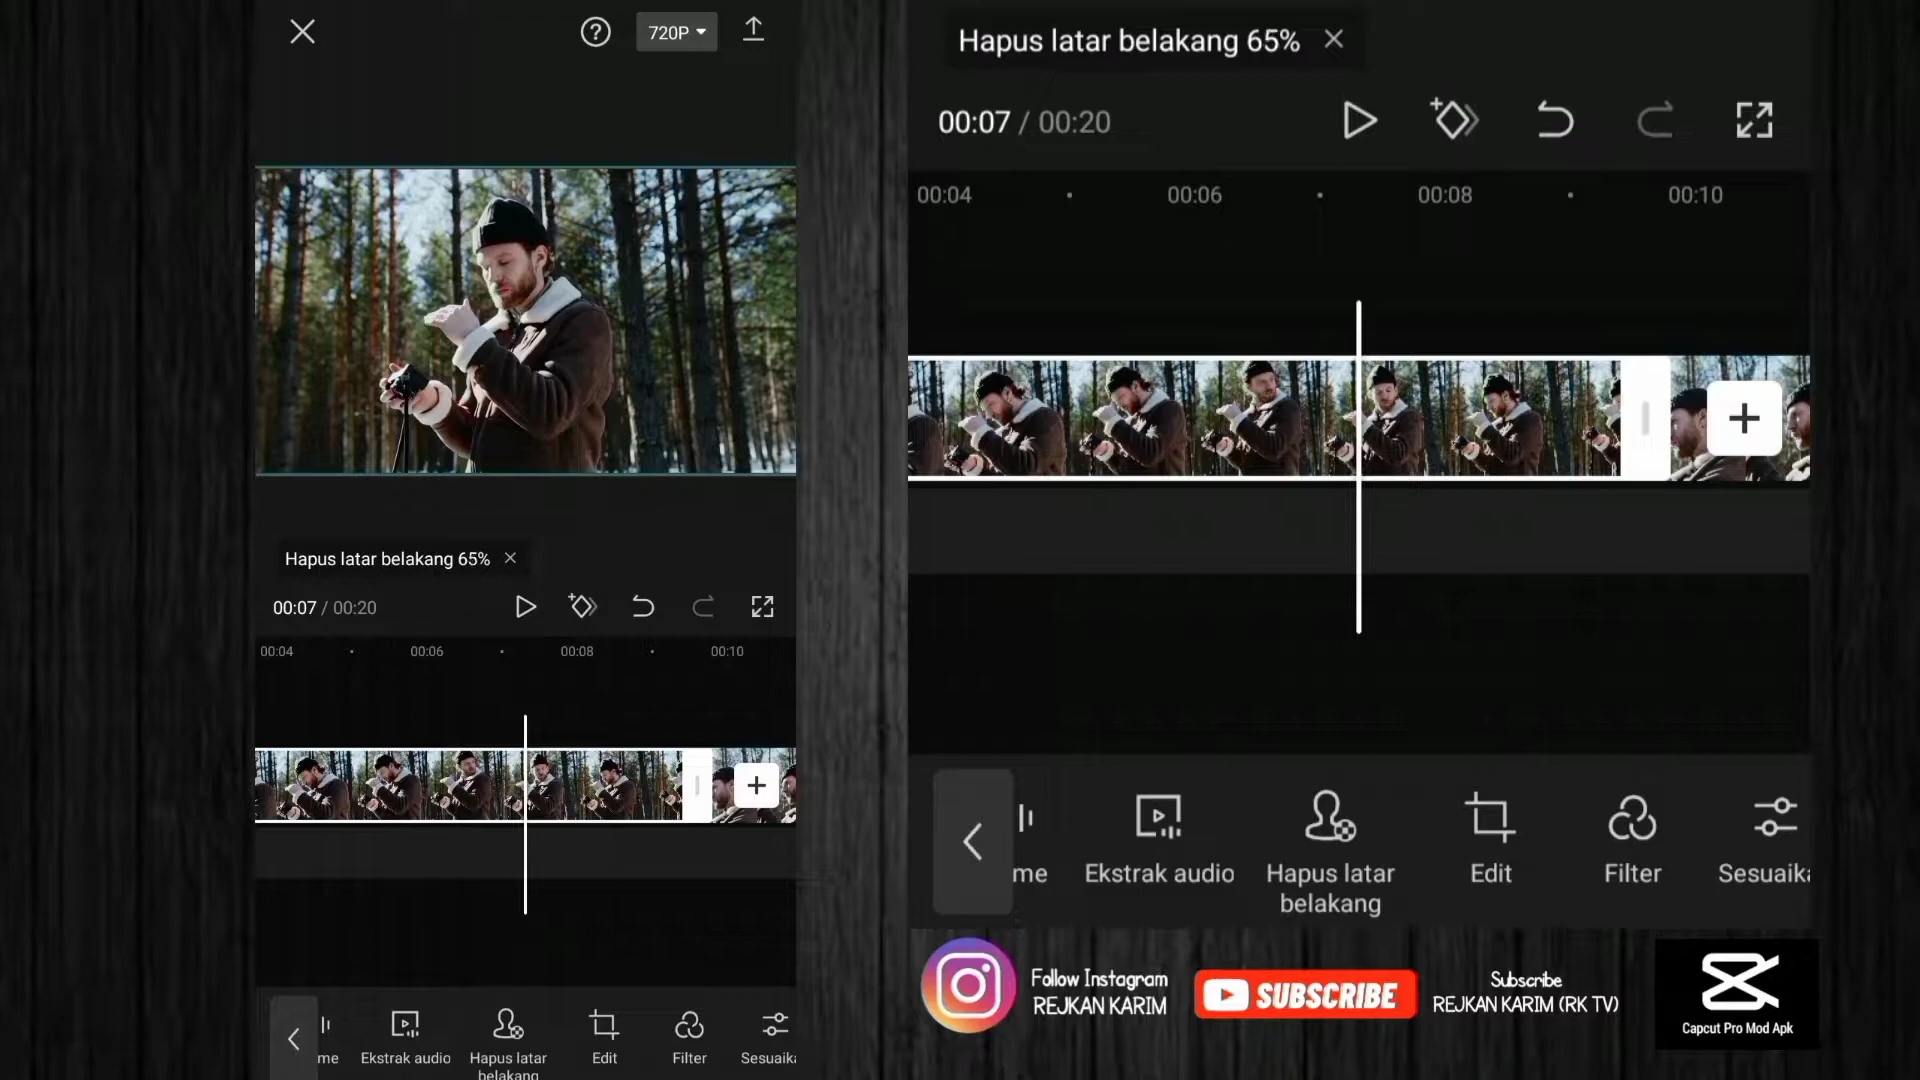 720P
Hapus latar belakang 65%
00:07 / 00:20
00:04
00:06
00:08
00:10
Ekstrak audio
Hapus latar
belakang
Edit
Filter
Sesuaika
me
Hapus latar belakang 65%
00:07 / 00:20
00:04
00:06
00:08
00:10
me
Ekstrak audio
Hapus latar
belakang
Edit
Filter
Sesuaika
Follow Instagram
REJKAN KARIM
SUBSCRIBE
Subscribe
REJKAN KARIM (RK TV)
Capcut Pro Mod Apk